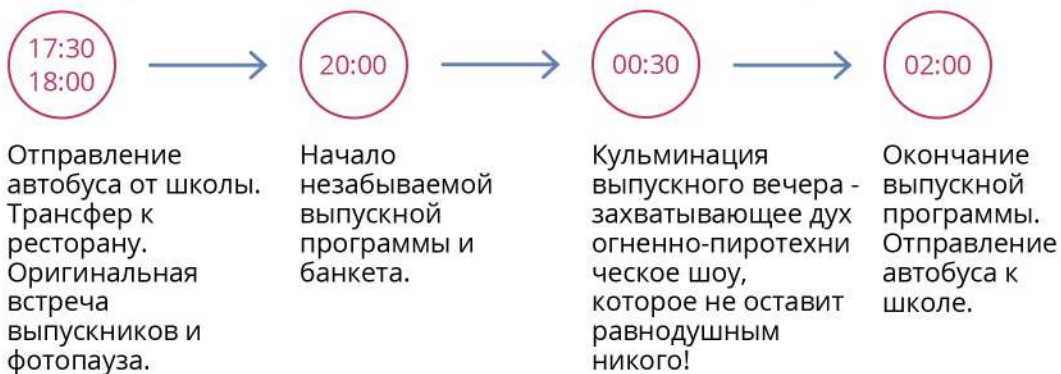 17:30
18:00
20:00
00:30
02:00
Отправление
автобуса от школы.
Трансфер к
ресторану.
Оригинальная
встреча
выпускников и
фотопауза.
Начало
незабываемой
выпускной
программы и
банкета.
Кульминация
выпускного вечера -
захватывающее дух
огненно-пиротехни
ческое шоу,
которое не оставит
равнодушным
никого!
Окончание
выпускной
программы.
Отправление
автобуса к
школе.